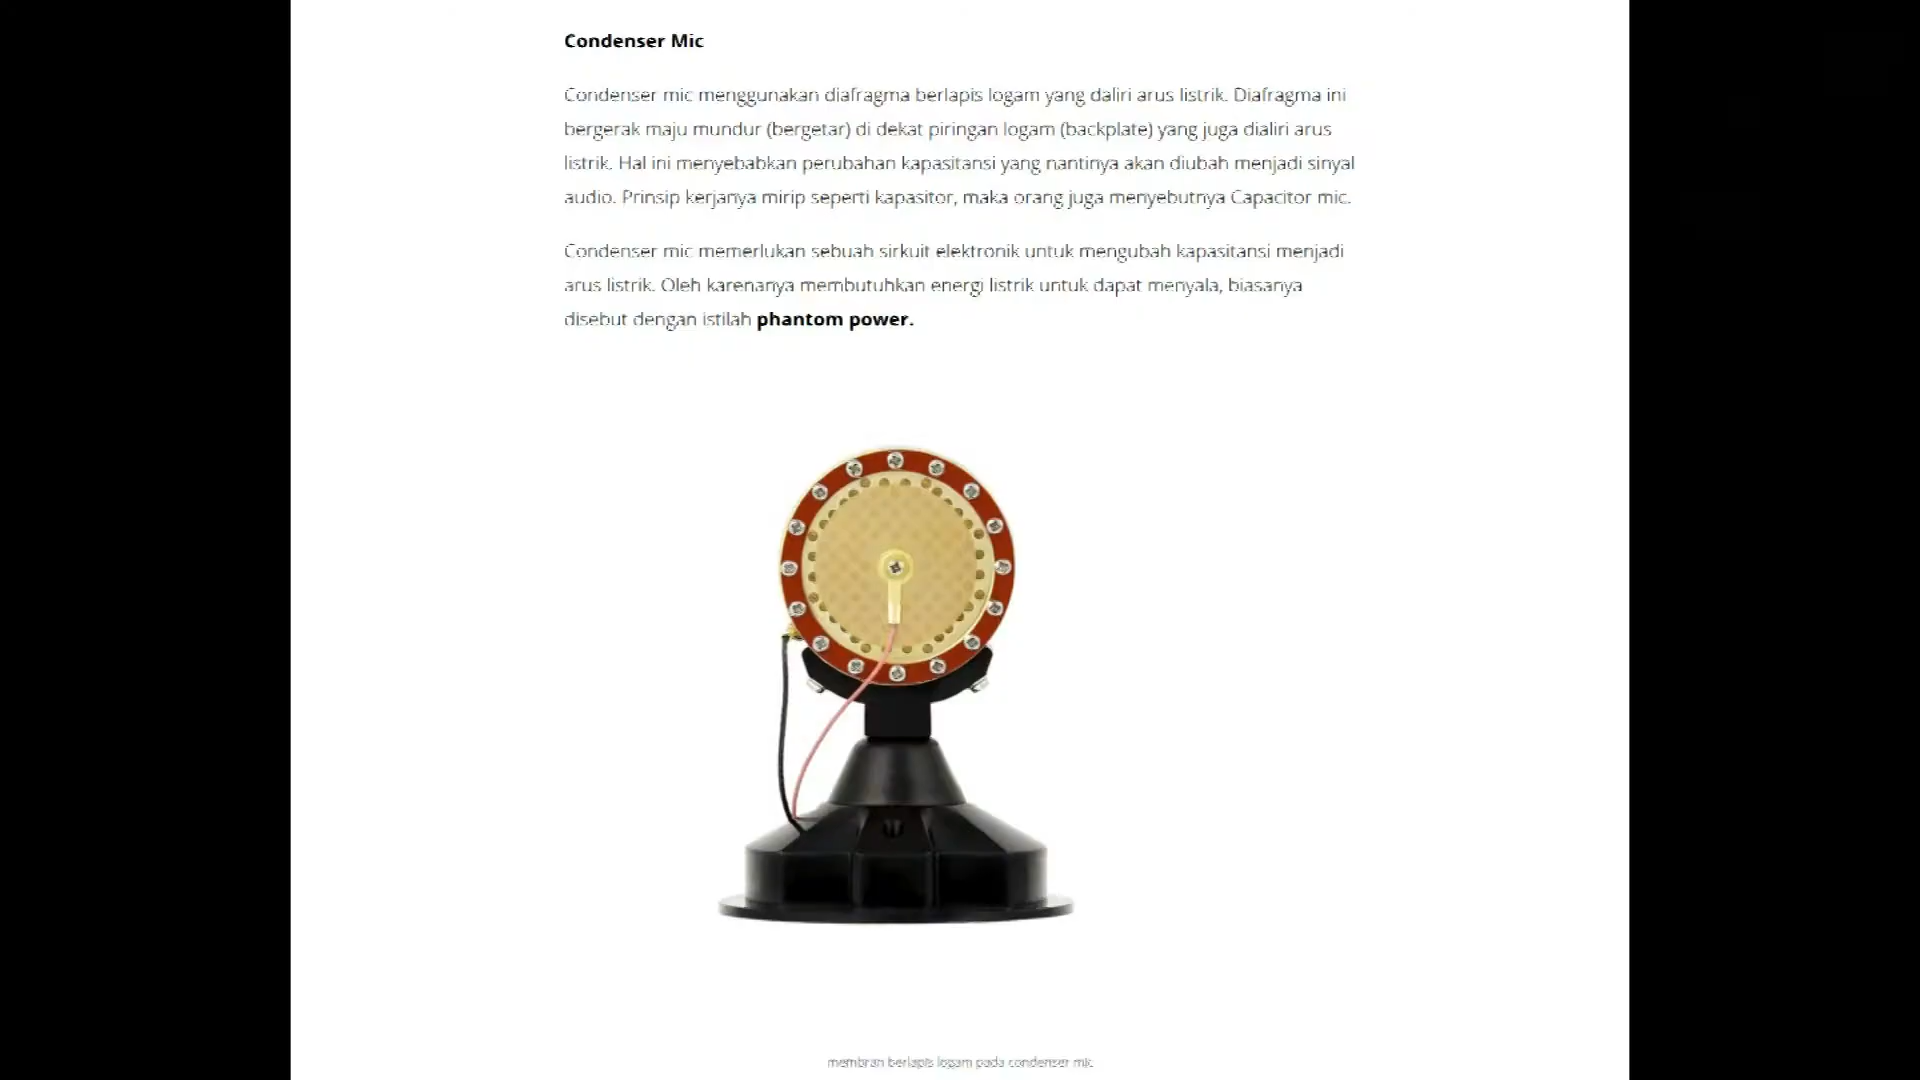 Condenser Mic
Condenser mic menggunakan diafragma berlapis logam yang daliri arus listrik. Diafragma ini
bergerak maju mundur (bergetar) di dekat piringan logam (backplate) yang juga dialiri arus
listrik. Hal ini menyebabkan perubahan kapasitansi yang nantinya akan diubah menjadi sinyal
audio. Prinsip kerjanya mirip seperti kapasitor, maka orang juga menyebutnya Capacitor mic.
Condenser mic memerlukan sebuah sirkuit elektronik untuk mengubah kapasitansi menjadi
arus listrik. Oleh karenanya membutuhkan energi listrik untuk dapat menyala, biasanya
disebut dengan istilah phantom power.
membran berlapis logam pada condenser mic